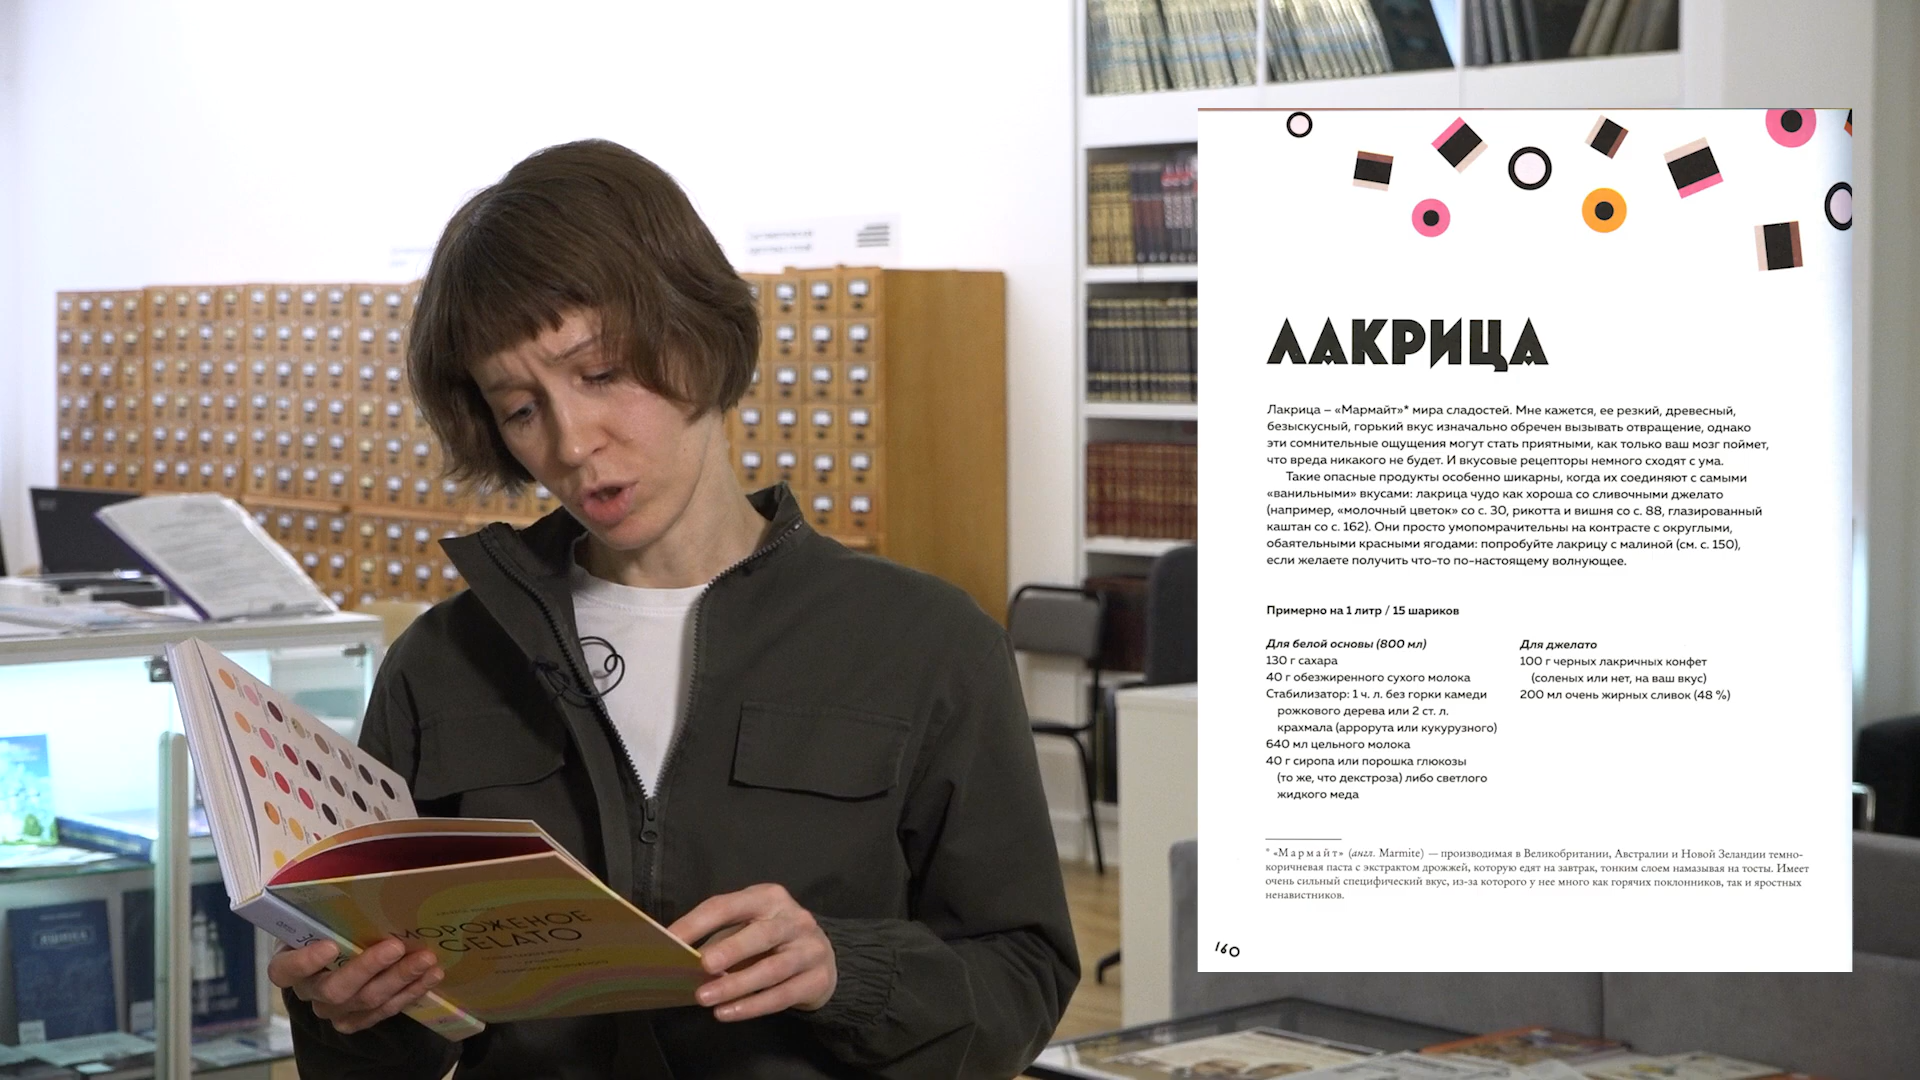 ЛАКРИЦА
Лакрица – «Мармайт»* мира сладостей. Мне кажется, ее резкий, древесный,
безыскусный, горький вкус изначально обречен вызывать отвращение, однако
эти сомнительные ощущения могут стать приятными, как только ваш мозг поймет,
что вреда никакого не будет. И вкусовые рецепторы немного сходят с ума.
Такие опасные продукты особенно шикарны, когда их соединяют с самыми
«ванильными» вкусами: лакрица чудо как хороша со сливочными джелато
(например, «молочный цветок» со с. 30, рикотта и вишня со с. 88, глазированный
каштан со с. 162). Они просто умопомрачительны на контрасте с округлыми,
обаятельными красными ягодами: попробуйте лакрицу с малиной (см. с. 150),
если желаете получить что-то по-настоящему волнующее.
Примерно на 1 литр / 15 шариков
Для белой основы (800 мл)
130 г сахара
40 г обезжиренного сухого молока
Стабилизатор: 1 ч. л. без горки камеди
рожкового дерева или 2 ст. л.
крахмала (аррорута или кукурузного)
640 мл цельного молока
40 г сиропа или порошка глюкозы
(то же, что декстроза) либо светлого
жидкого меда
Для джелато
100 г черных лакричных конфет
(соленых или нет, на ваш вкус)
200 мл очень жирных сливок (48 %)
* «Мармайт» (англ. Marmite) — производимая в Великобритании, Австралии и Новой Зеландии темно-
коричневая паста с экстрактом дрожжей, которую едят на завтрак, тонким слоем намазывая на тосты. Имеет
очень сильный специфический вкус, из-за которого у нее много как горячих поклонников, так и яростных
ненавистников.
160
МОРОЖЕНОЕ
GELATO